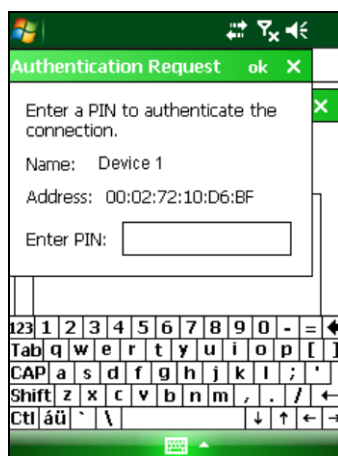 Authentication Request ok ×
Enter a PIN to authenticate the
connection.
Name: Device 1
Address: 00:02:72:10:D6:BF
Enter PIN:
123 1 2 3 4 5 6 7 8 9 0 - =
Tab q w e r t y u i o p [ ]
CAP a s d f g h j k l ; '
Shift z x c v b n m , . /
Ctl áü ` \